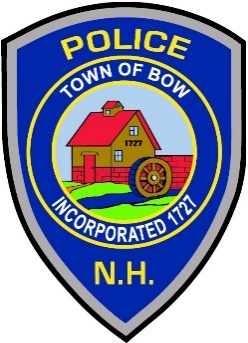 POLICE
TOWN OF BOW
1727
INCORPORATED 1727
N.H.